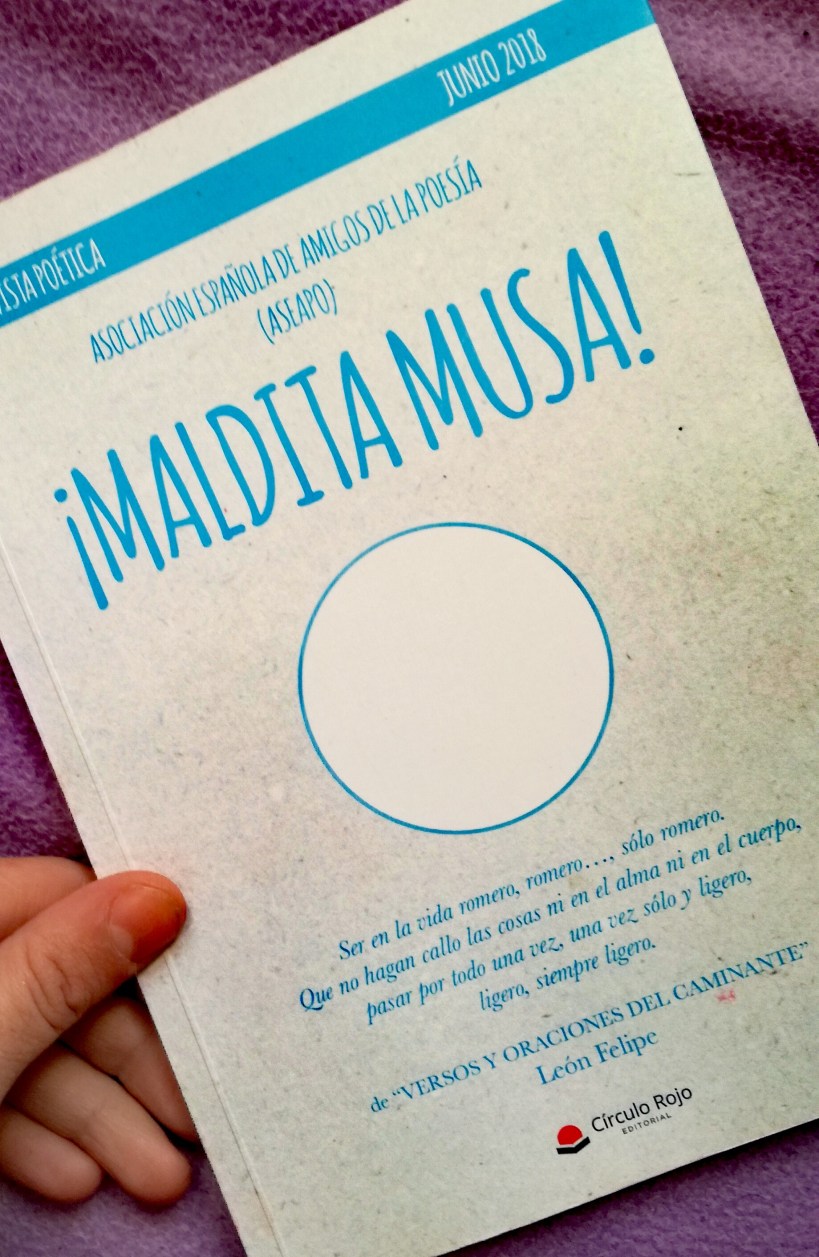 JUNIO 2018
POÉTICA
ASOCIACIÓN ESPAÑOLA DE AMIGOS DE LA POESÍA
(ASEAPO)
¡MALDITA MUSA!
Ser en la vida romero, romero..., sólo romero.
Que no hagan callo las cosas ni en el alma ni en el cuerpo,
pasar por todo una vez, una vez sólo y ligero,
ligero, siempre ligero.
de “VERSOS Y ORACIONES DEL CAMINANTE”
León Felipe
Círculo Rojo
EDITORIAL